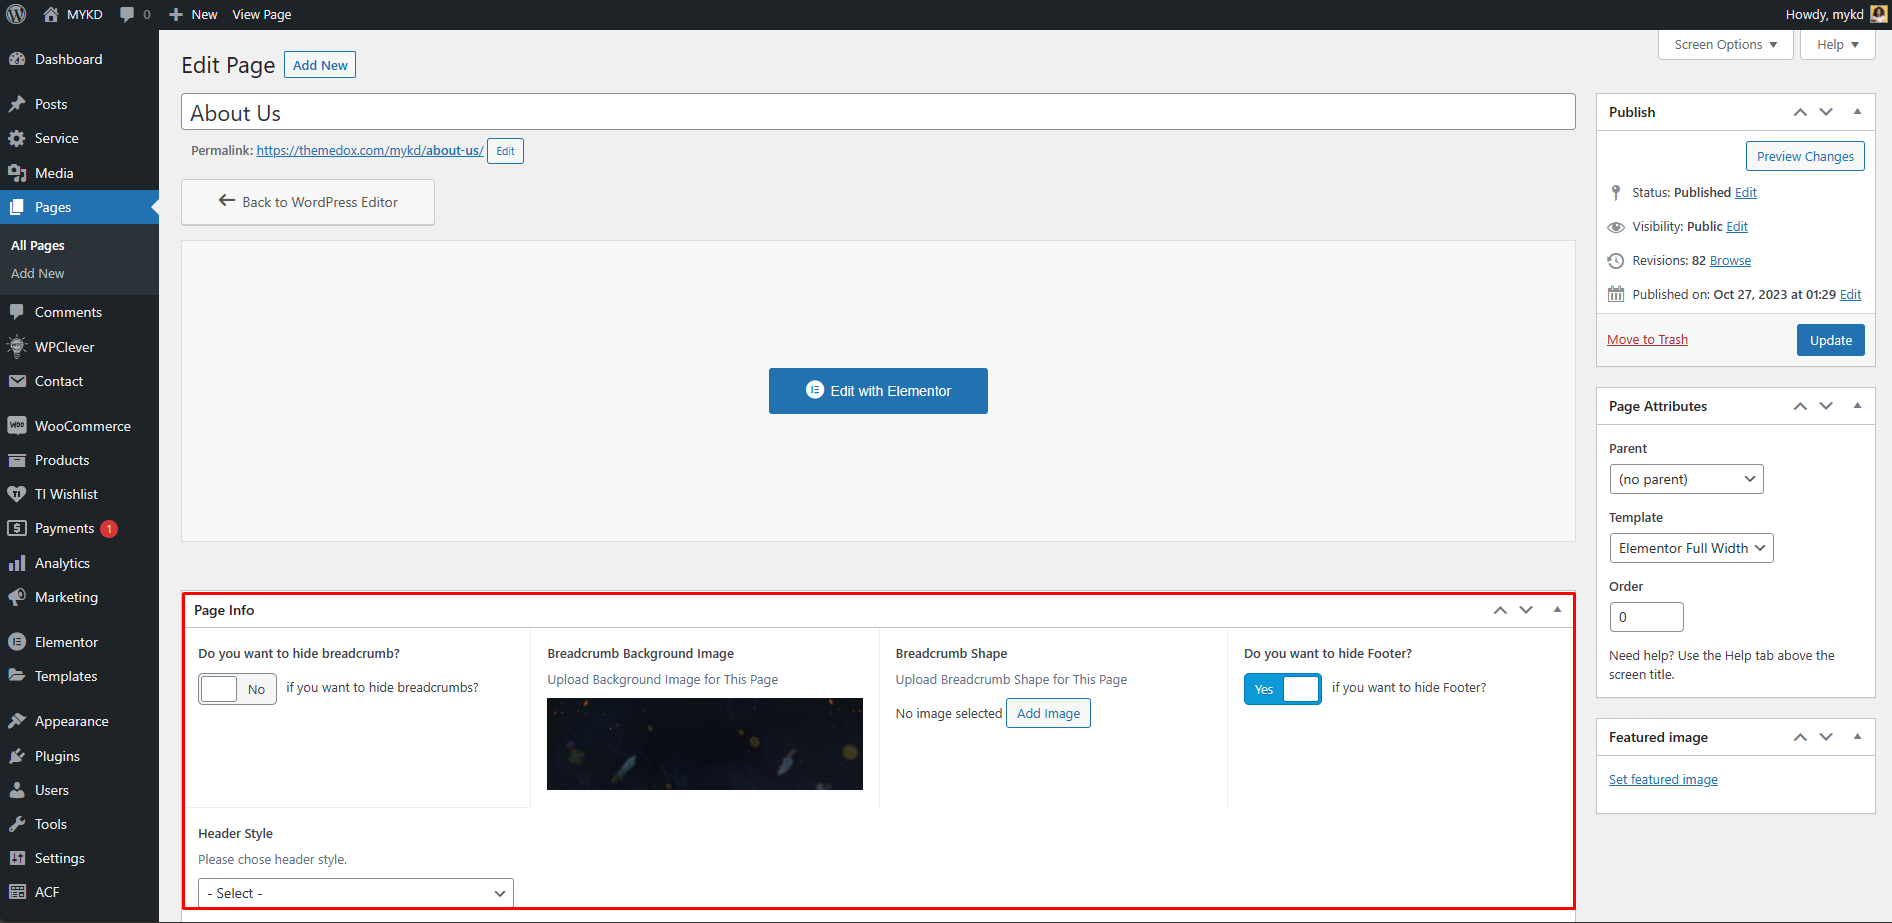 MYKD
0
New
View Page
Howdy, mykd
Screen Options
Help
Dashboard
Posts
Service
Media
Pages
All Pages
Add New
Comments
WPClever
Contact
WooCommerce
Products
TI Wishlist
Payments 1
Analytics
Marketing
Elementor
Templates
Appearance
Plugins
Users
Tools
Settings
ACF
Edit Page
Add New
About Us
Permalink: https://themedox.com/mykd/about-us/
Edit
Back to WordPress Editor
Edit with Elementor
Page Info
Do you want to hide breadcrumb?
No
if you want to hide breadcrumbs?
Breadcrumb Background Image
Upload Background Image for This Page
Breadcrumb Shape
Upload Breadcrumb Shape for This Page
No image selected
Add Image
Do you want to hide Footer?
Yes
if you want to hide Footer?
Header Style
Please chose header style.
- Select -
Publish
Preview Changes
Status: Published Edit
Visibility: Public Edit
Revisions: 82 Browse
Published on: Oct 27, 2023 at 01:29 Edit
Move to Trash
Update
Page Attributes
Parent
(no parent)
Template
Elementor Full Width
Order
0
Need help? Use the Help tab above the
screen title.
Featured image
Set featured image